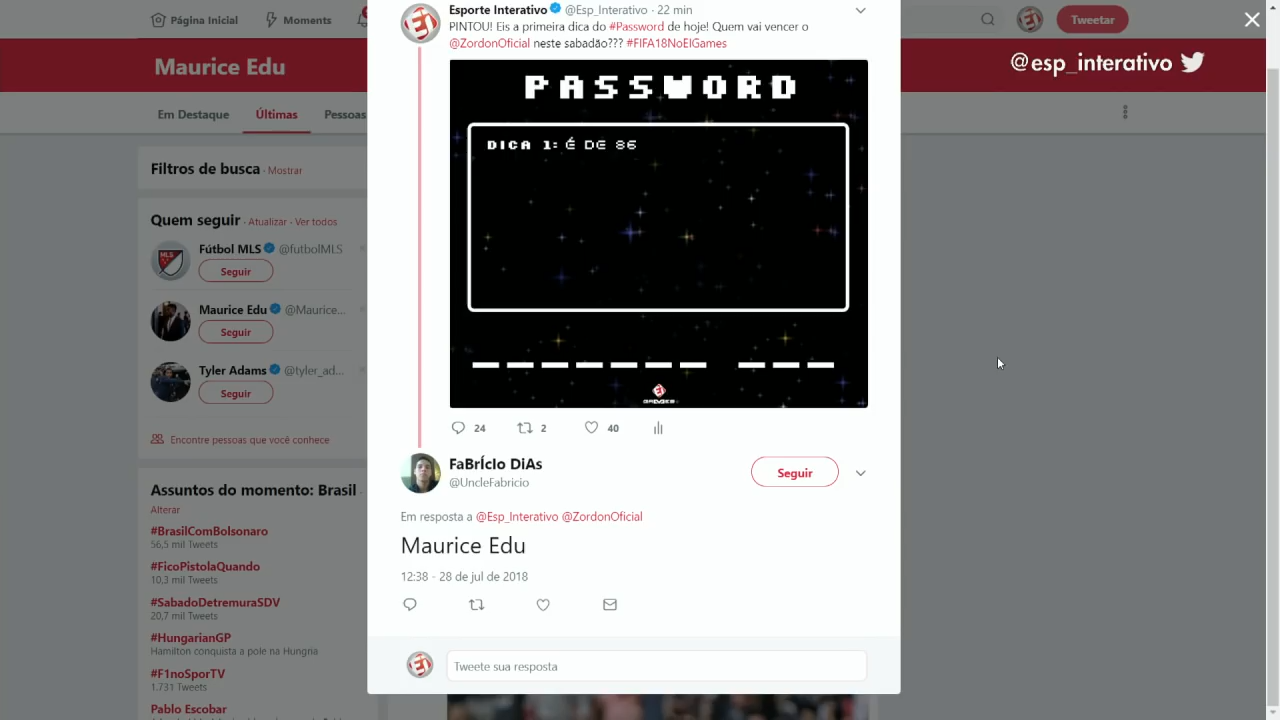 Página Inicial
Moments
Tweetar
Maurice Edu
@esp_interativo
Em Destaque
Últimas
Pessoas
Filtros de busca · Mostrar
Quem seguir · Atualizar · Ver todos
Fútbol MLS @futbolMLS
Seguir
Maurice Edu @Maurice...
Seguir
Tyler Adams @tyler_ad...
Seguir
Encontre pessoas que você conhece
Assuntos do momento: Brasil ·
Alterar
#BrasilComBolsonaro
56,5 mil Tweets
#FicoPistolaQuando
10,3 mil Tweets
#SabadoDetremuraSDV
20,7 mil Tweets
#HungarianGP
Hamilton conquista a pole na Hungria
#F1noSporTV
1.731 Tweets
Pablo Escobar
Esporte Interativo @Esp_Interativo · 22 min
PINTOU! Eis a primeira dica do #Password de hoje! Quem vai vencer o
@ZordonOficial neste sabadão??? #FIFA18NoEIGames
PASSWORD
DICA 1: É DE 86
24
2
40
FaBrÍcIo DiAs
@UncleFabricio
Seguir
Em resposta a @Esp_Interativo @ZordonOficial
Maurice Edu
12:38 - 28 de jul de 2018
Tweete sua resposta